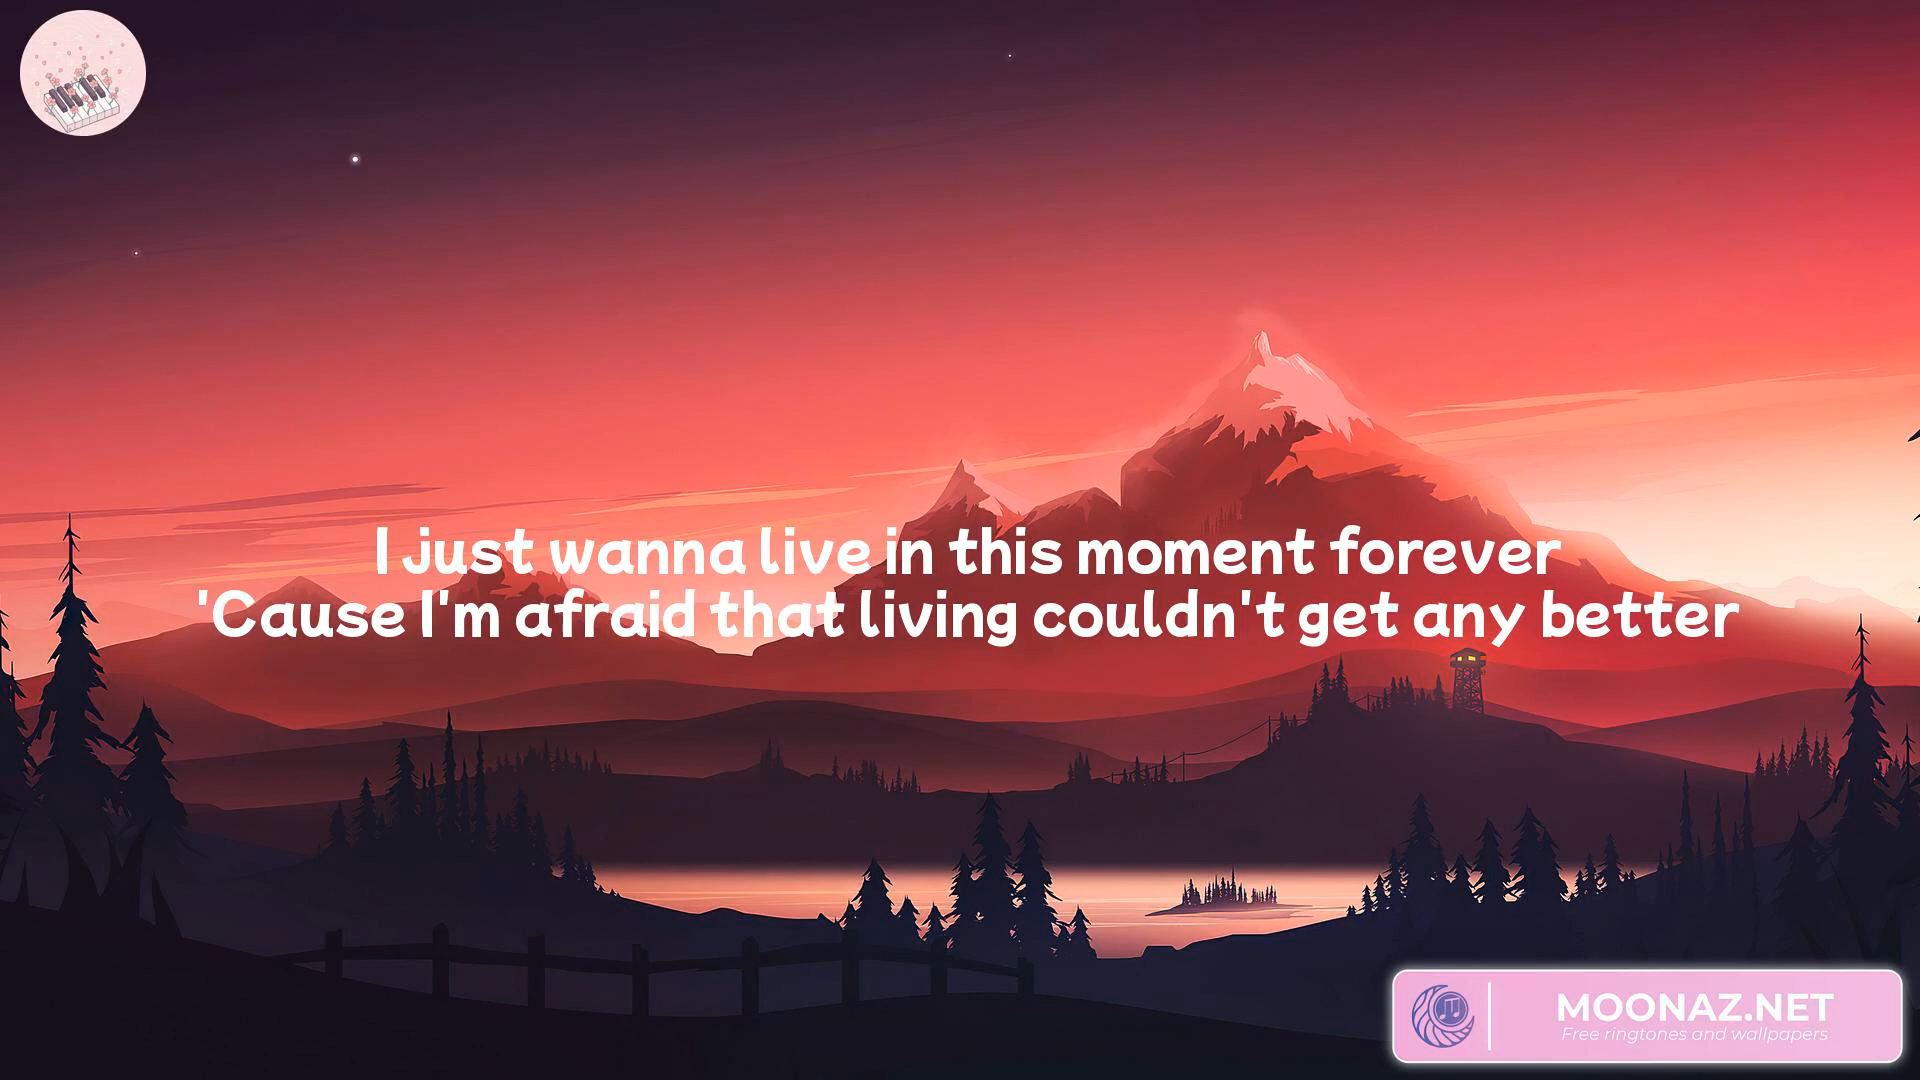 I just wanna live in this moment forever
'Cause I'm afraid that living couldn't get any better
MOONAZ.NET
Free ringtones and wallpapers